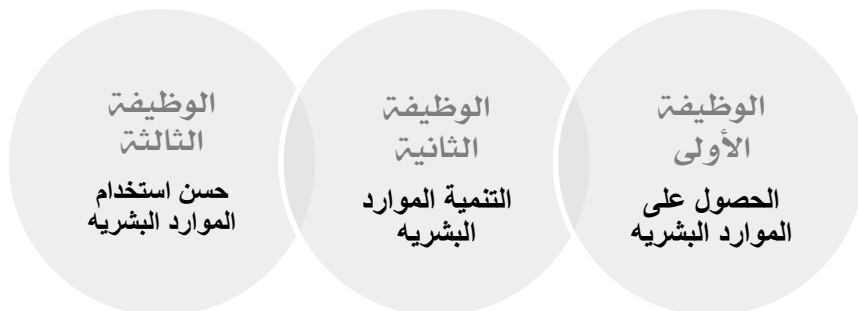 الوظيفة
الأولى
الحصول على
الموارد البشريه
الوظيفة
الثانية
التنمية الموارد
البشريه
الوظيفة
الثالثة
حسن استخدام
الموارد البشريه